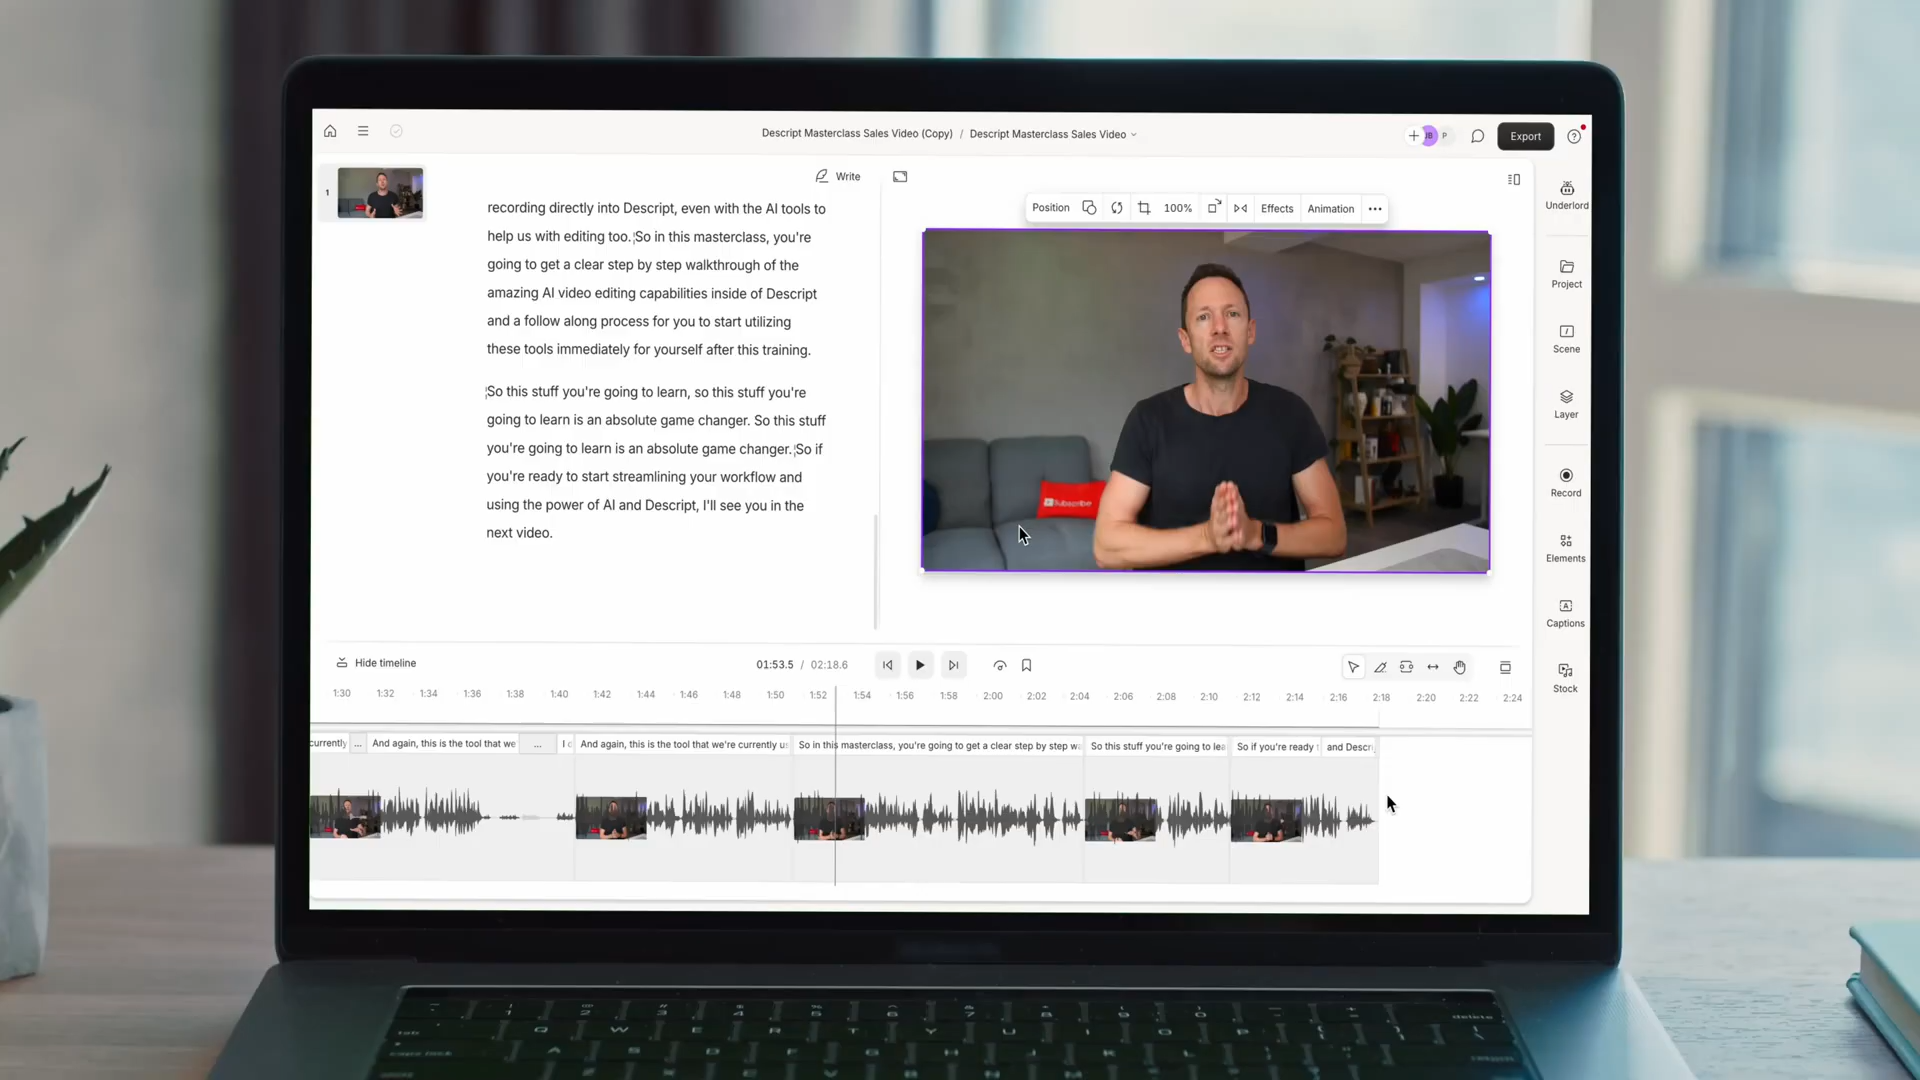 Descript Masterclass Sales Video (Copy) / Descript Masterclass Sales Video
JB P
Export
1
Write
recording directly into Descript, even with the AI tools to
help us with editing too. So in this masterclass, you're
going to get a clear step by step walkthrough of the
amazing AI video editing capabilities inside of Descript
and a follow along process for you to start utilizing
these tools immediately for yourself after this training.
So this stuff you're going to learn, so this stuff you're
going to learn is an absolute game changer. So this stuff
you're going to learn is an absolute game changer. So if
you're ready to start streamlining your workflow and
using the power of AI and Descript, I'll see you in the
next video.
Position 100% Effects Animation
Subscribe
Underlord
Project
Scene
Layer
Record
Elements
Captions
Stock
Hide timeline
01:53.5 / 02:18.6
1:30 1:32 1:34 1:36 1:38 1:40 1:42 1:44 1:46 1:48 1:50 1:52 1:54 1:56 1:58 2:00 2:02 2:04 2:06 2:08 2:10 2:12 2:14 2:16 2:18 2:20 2:22 2:24
currently ... And again, this is the tool that we ... I And again, this is the tool that we're currently u So in this masterclass, you're going to get a clear step by step w So this stuff you're going to lea So if you're ready and Descri
delete
tab Q W E R T Y U I O P
caps lock A S D F G H J K L